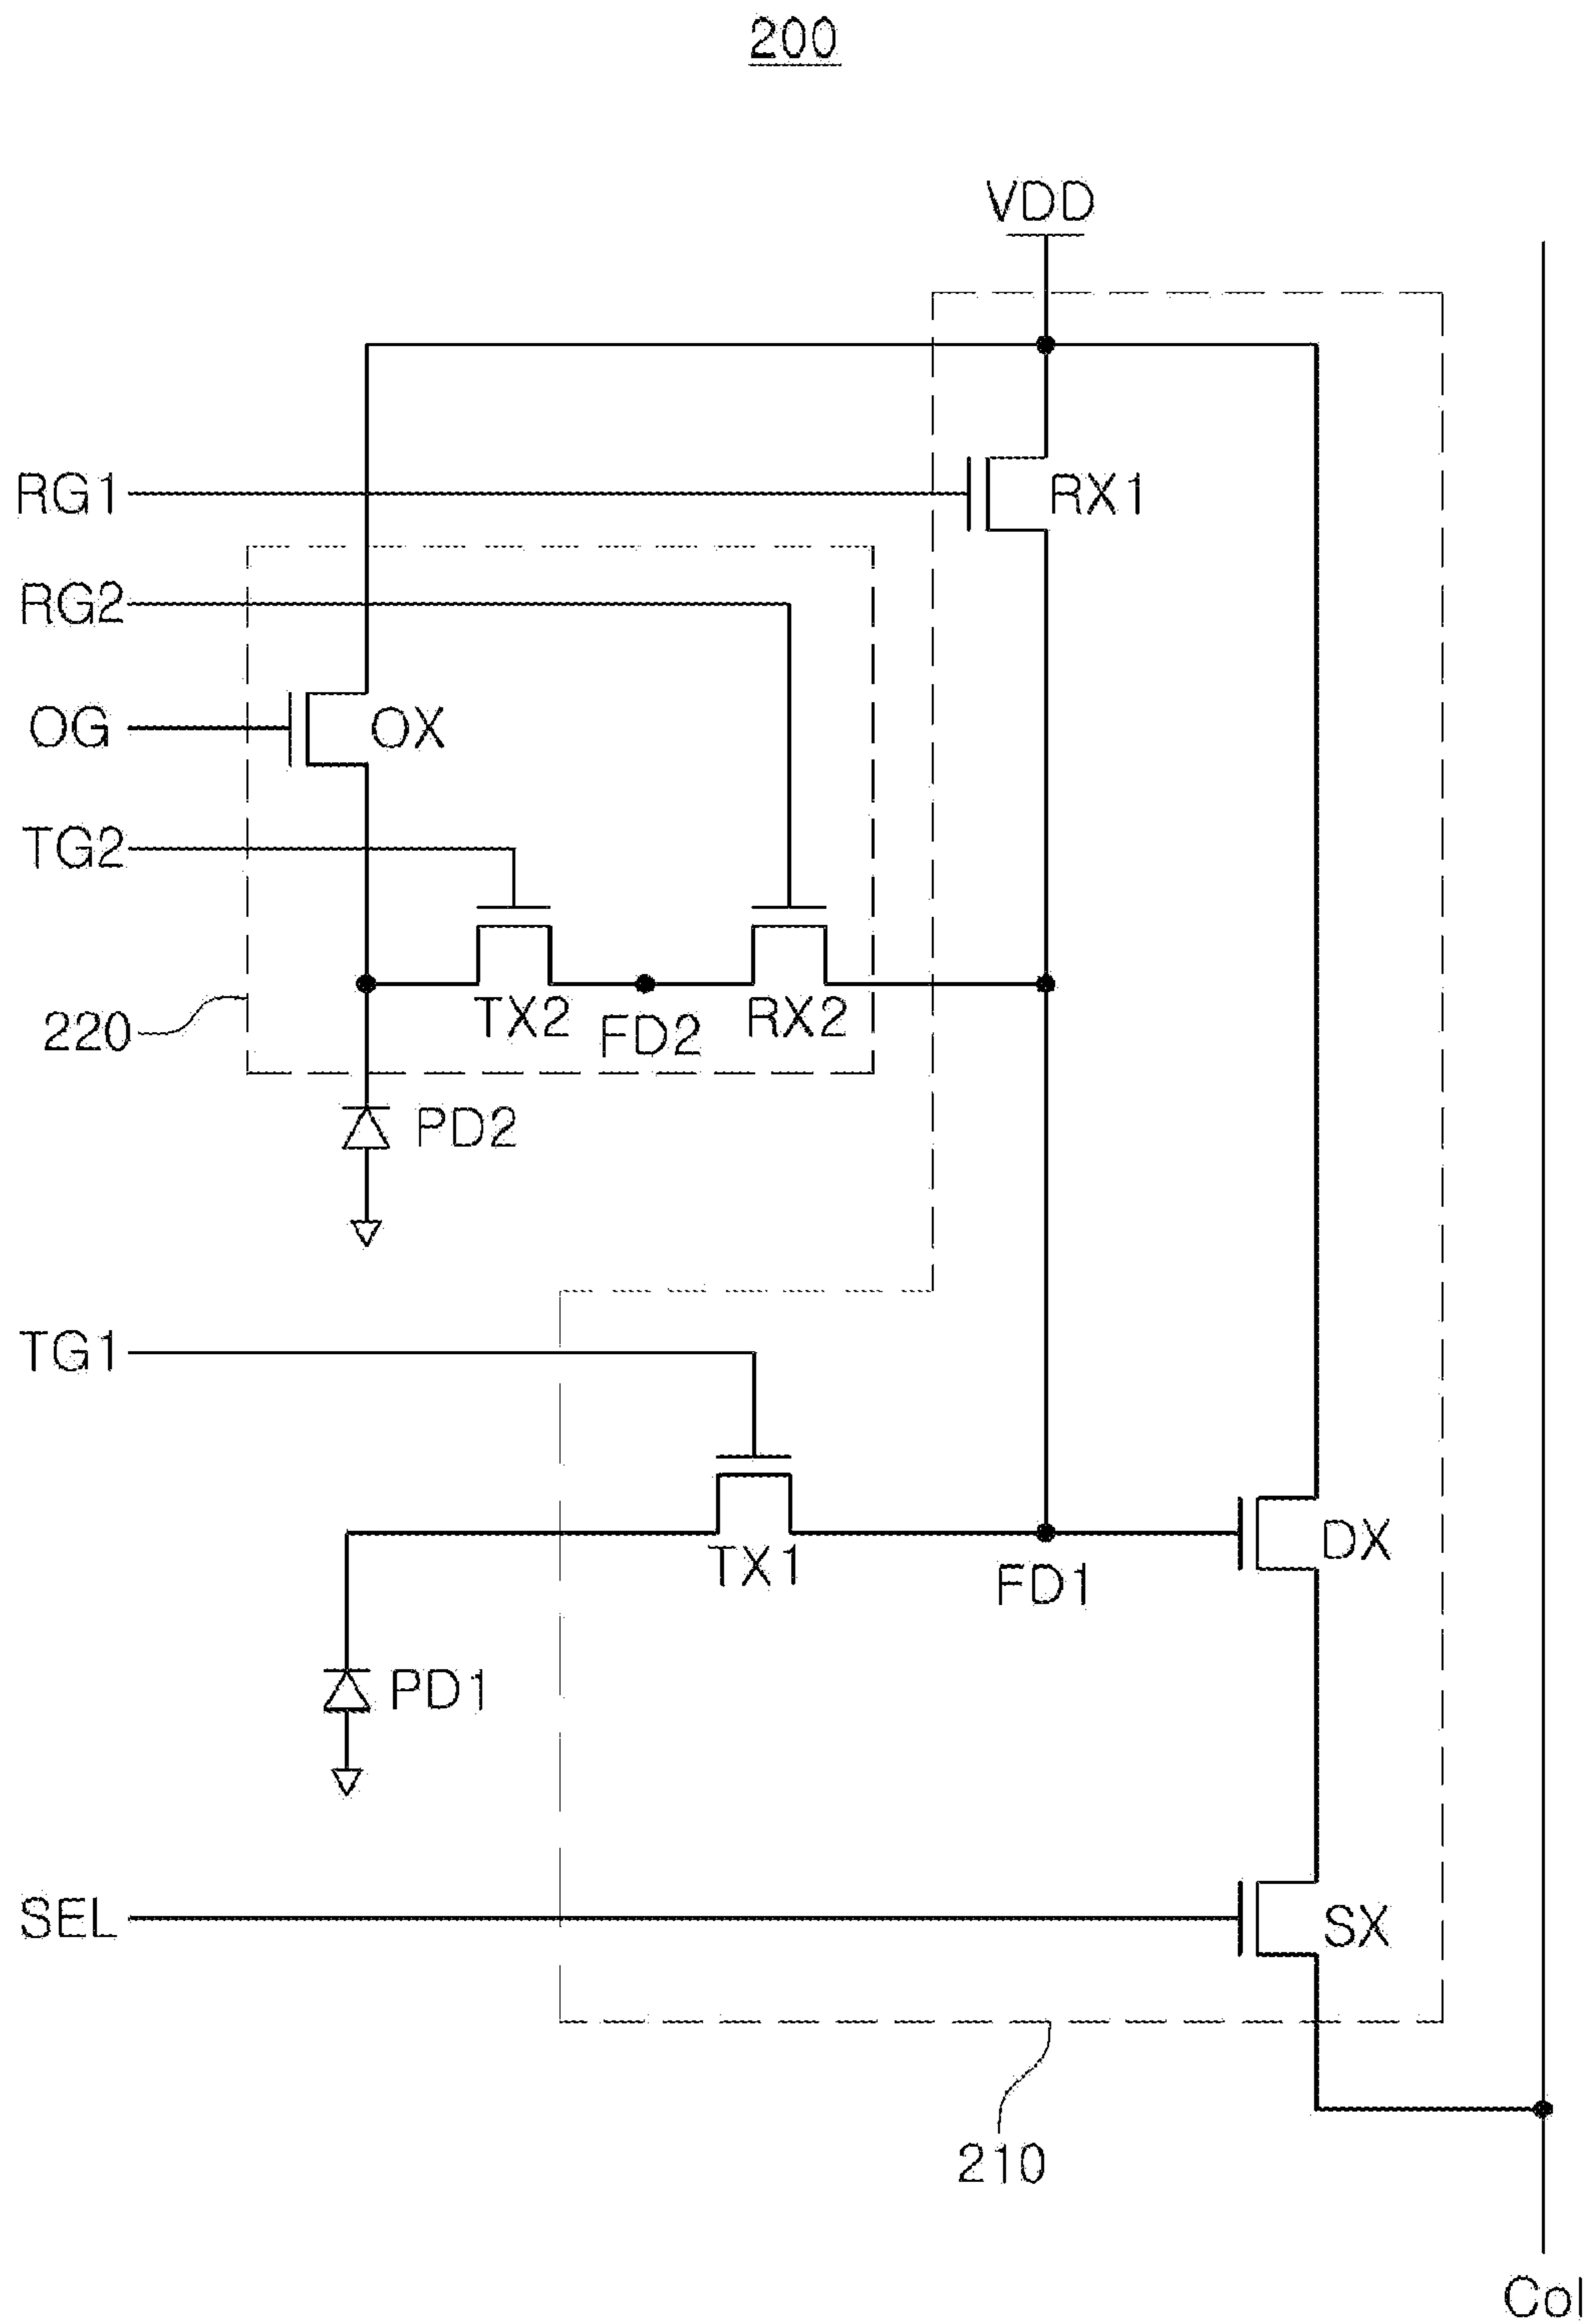 200
VDD
RG1
RX1
RG2
OG
OX
TG2
TX2
FD2
RX2
220
PD2
TG1
TX1
FD1
DX
PD1
SEL
SX
210
Col